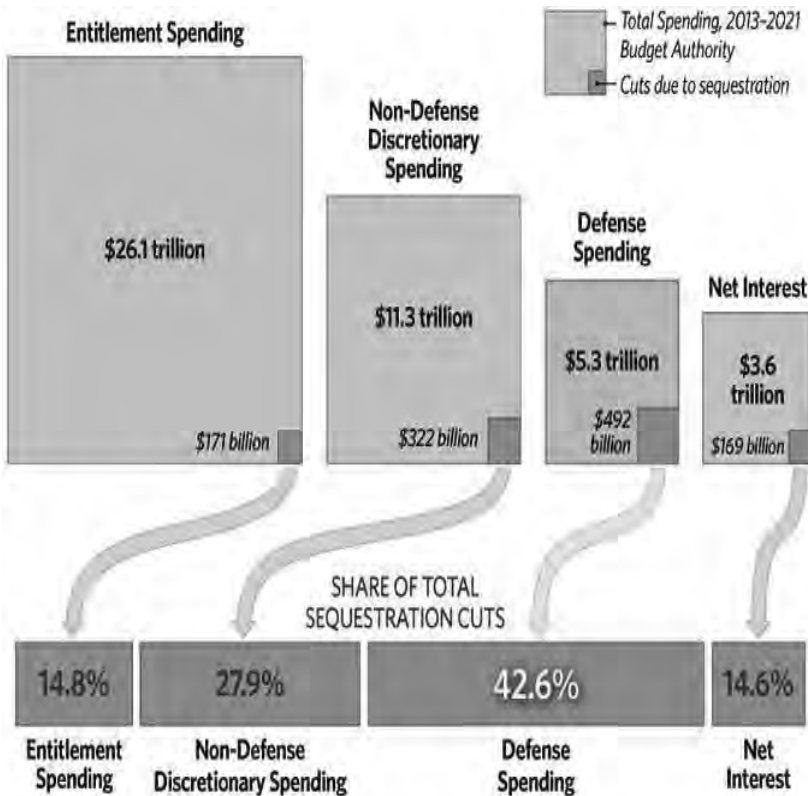 Entitlement Spending
Total Spending, 2013–2021
Budget Authority
Cuts due to sequestration
Non-Defense
Discretionary
Spending
Defense
Spending
Net Interest
$26.1 trillion
$11.3 trillion
$5.3 trillion
$3.6
trillion
$171 billion
$322 billion
$492
billion
$169 billion
SHARE OF TOTAL
SEQUESTRATION CUTS
14.8%
27.9%
42.6%
14.6%
Entitlement
Spending
Non-Defense
Discretionary Spending
Defense
Spending
Net
Interest